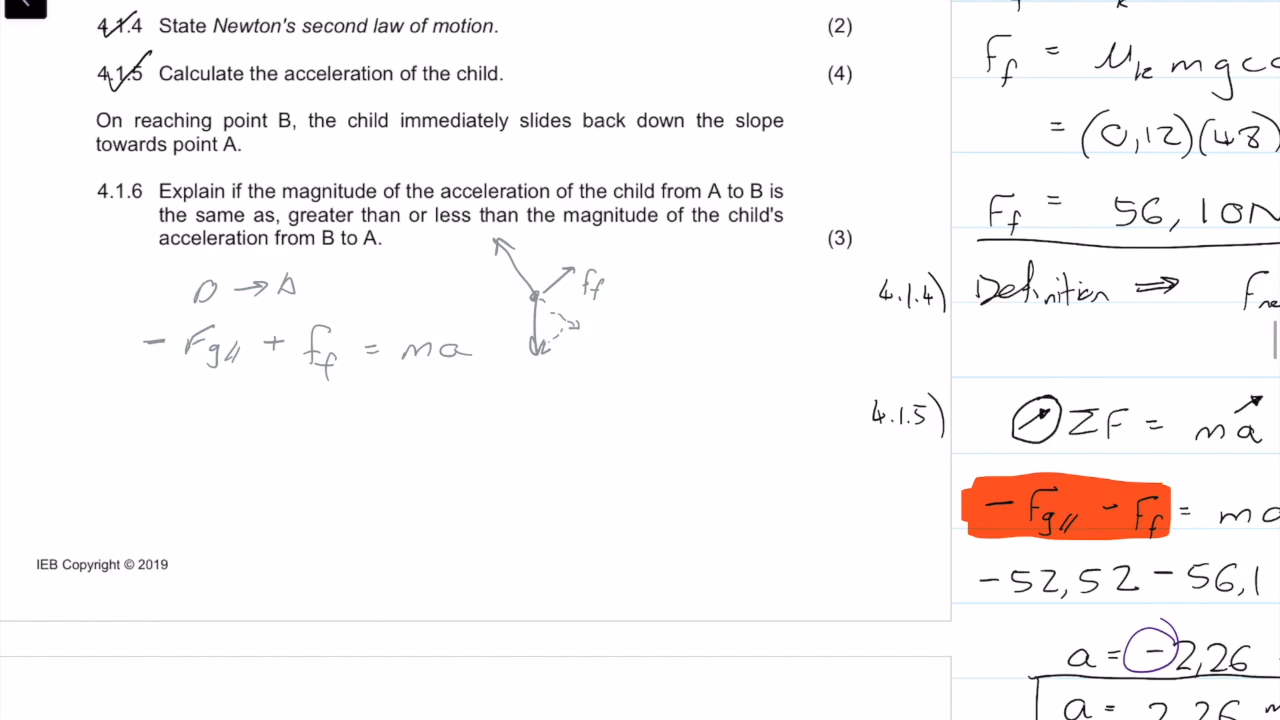 4.1.4 State Newton's second law of motion. (2)
4.1.5 Calculate the acceleration of the child. (4)
On reaching point B, the child immediately slides back down the slope
towards point A.
4.1.6 Explain if the magnitude of the acceleration of the child from A to B is
the same as, greater than or less than the magnitude of the child's
acceleration from B to A. (3)
Ff
- Fg// + Ff = ma
IEB Copyright © 2019
Ff = μk mg co
= (0,12)(48)
Ff = 56,10N
4.1.4) Definition ⇒ Fne
4.1.5) ΣF = ma
- Fg// - Ff = ma
-52,52 - 56,1
a = -2,26
a = 2,26 m